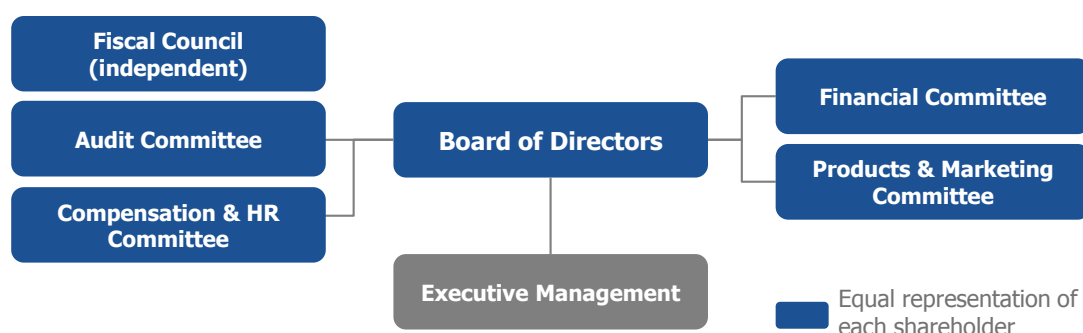 Fiscal Council
(independent)
Audit Committee
Compensation & HR
Committee
Board of Directors
Executive Management
Financial Committee
Products & Marketing
Committee
Equal representation of
each shareholder